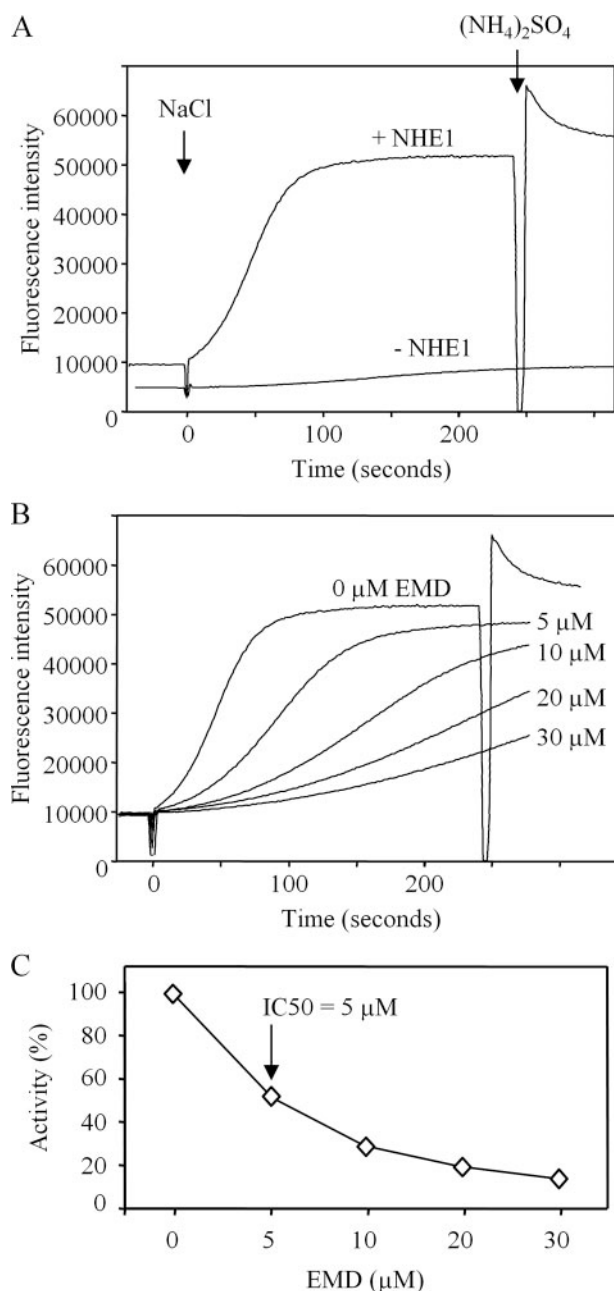 A
(NH4)2SO4
NaCl
60000
50000
40000
30000
20000
10000
0
Fluorescence intensity
+ NHE1
- NHE1
0 100 200
Time (seconds)
B
60000
50000
40000
30000
20000
10000
0
Fluorescence intensity
0 μM EMD
5 μM
10 μM
20 μM
30 μM
0 100 200
Time (seconds)
C
100
80
60
40
20
0
Activity (%)
IC50 = 5 μM
0 5 10 20 30
EMD (μM)